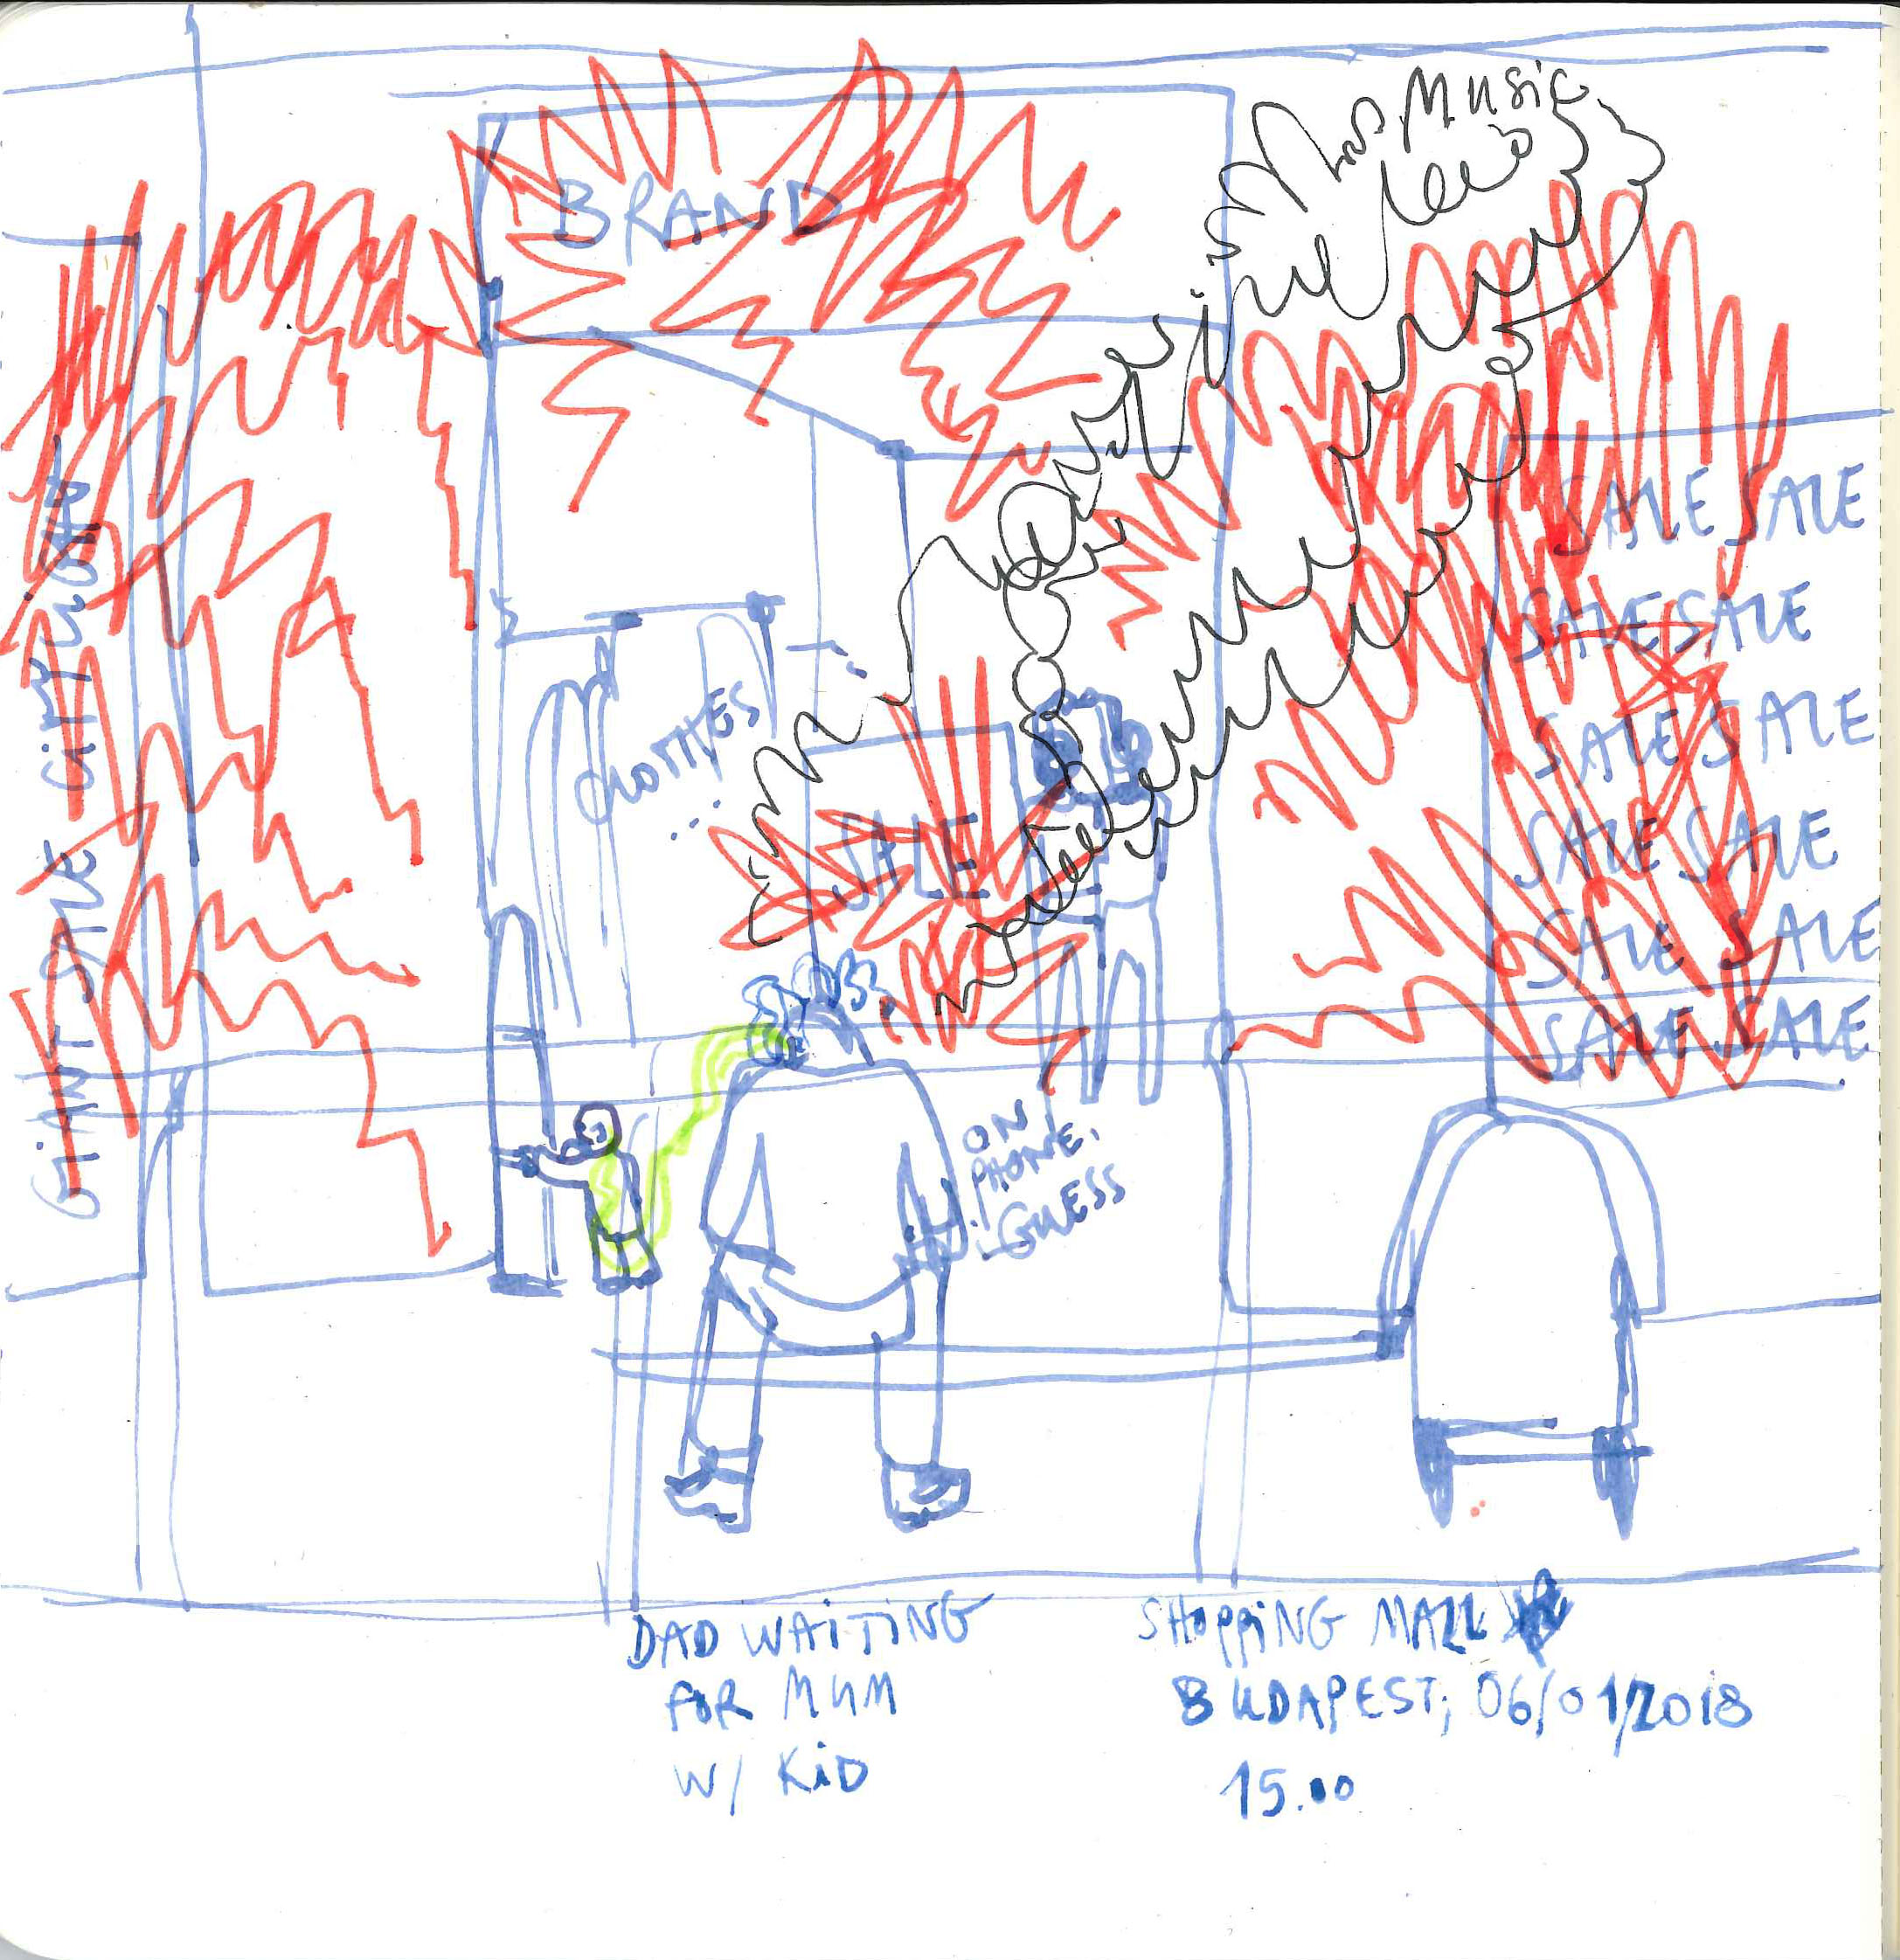 Music
BRAND
GIANT SALE
SALE SALE
SALE SALE
SALE SALE
SALE SALE
SALE SALE
SALE SALE
CLOTHES
SALE
ON
PHONE,
GUESS
DAD WAITING
FOR MUM
W/ KiD
SHOPPiNG MALL
BUDAPEST, 06/01/2018
15.00